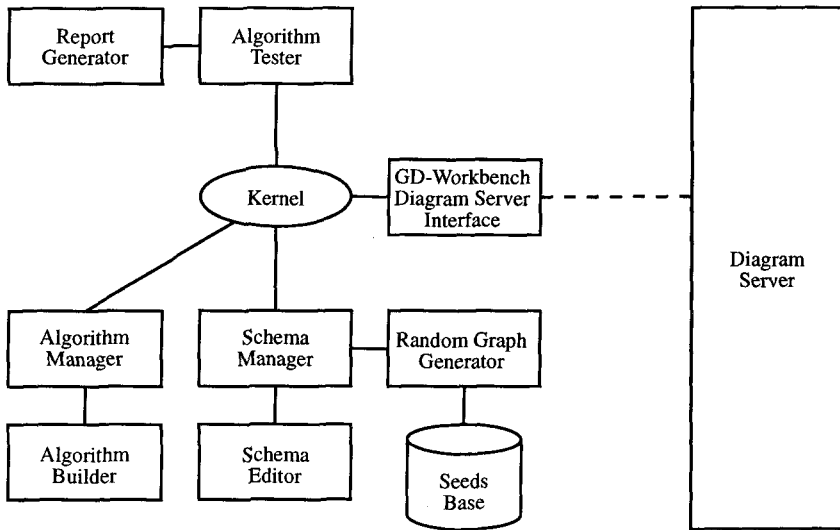 Report
Generator
Algorithm
Tester
Kernel
GD-Workbench
Diagram Server
Interface
Diagram
Server
Algorithm
Manager
Schema
Manager
Random Graph
Generator
Algorithm
Builder
Schema
Editor
Seeds
Base